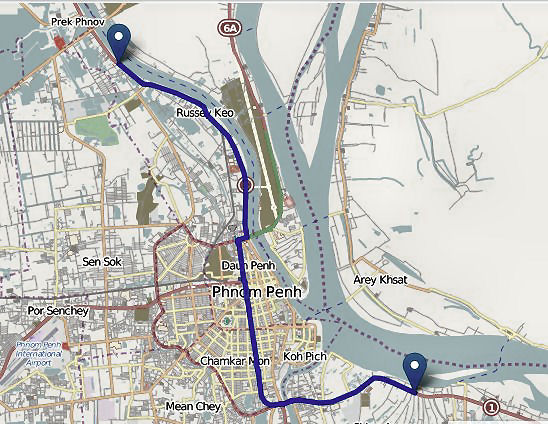 Prek Phnov
6A
Russey Keo
Sen Sok
Daun Penh
Arey Khsat
Phnom Penh
Por Senchey
Phnom Penh
International
Airport
Chamkar Mon
Koh Pich
Mean Chey
1